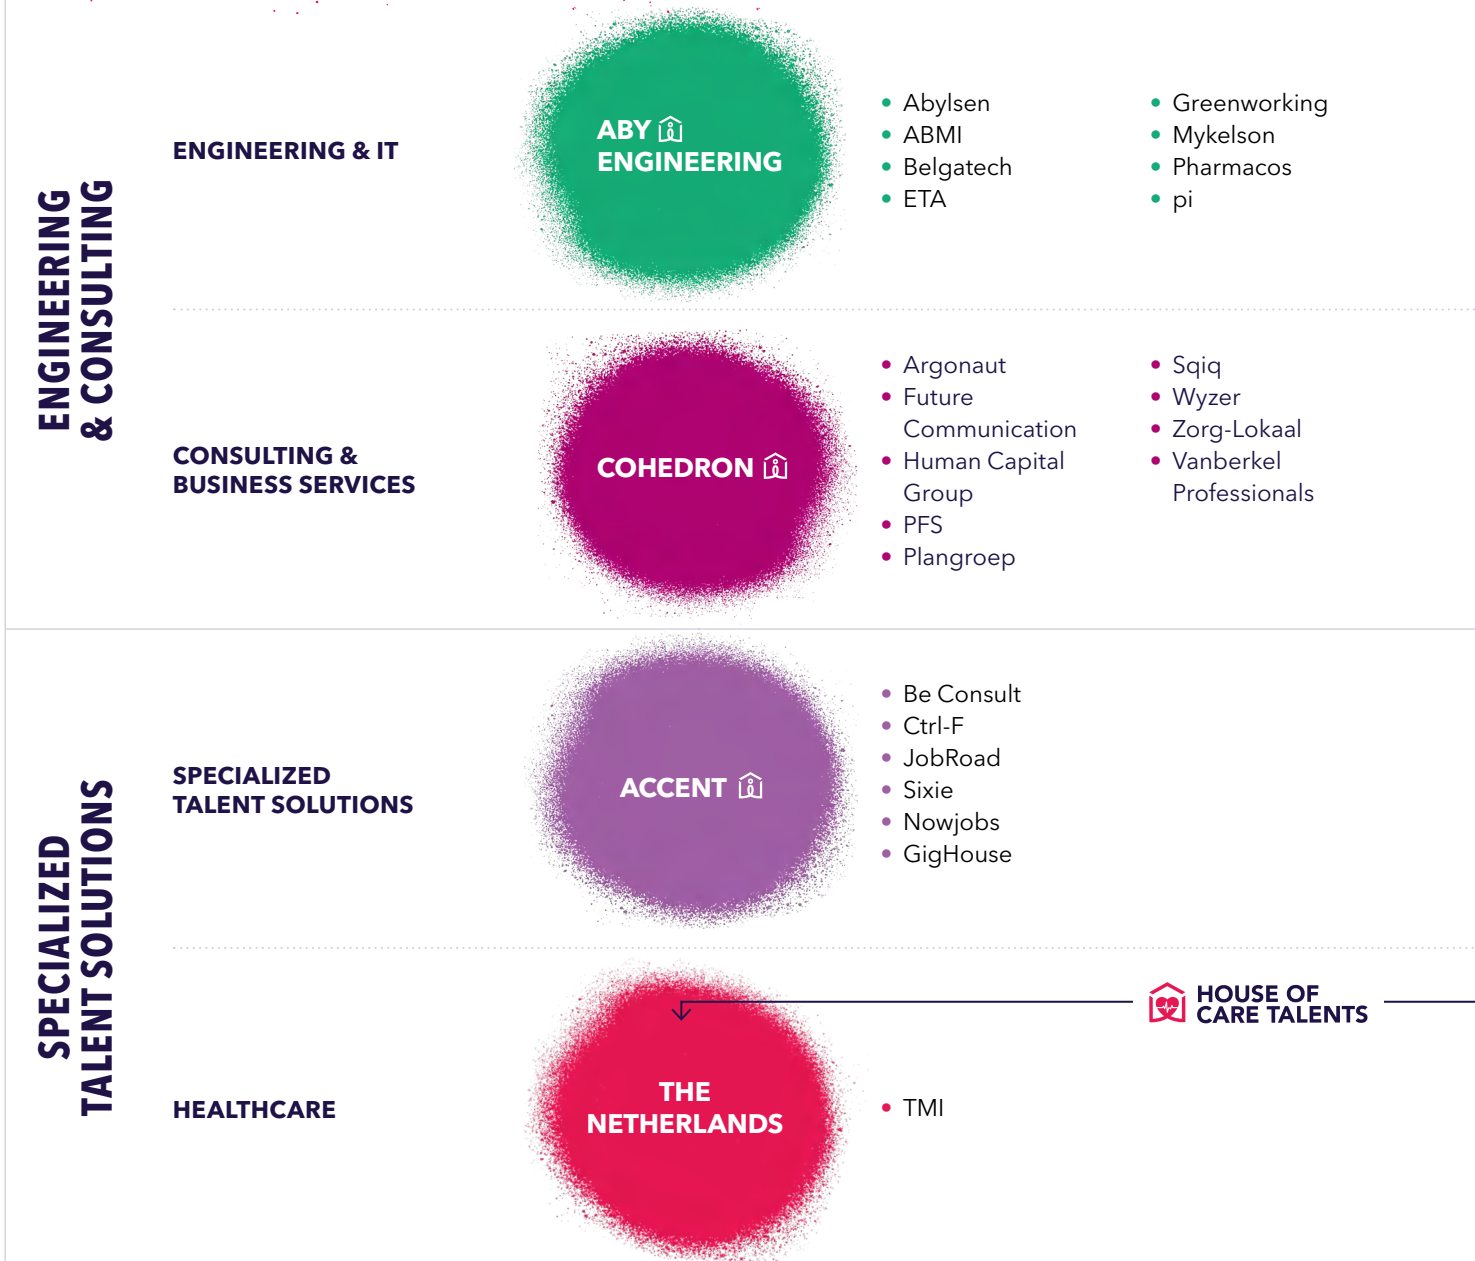 ENGINEERING
& CONSULTING
ENGINEERING & IT
ABY
ENGINEERING
• Abylsen
• ABMI
• Belgatech
• ETA
• Greenworking
• Mykelson
• Pharmacos
• pi
CONSULTING &
BUSINESS SERVICES
COHEDRON
• Argonaut
• Future
Communication
• Human Capital
Group
• PFS
• Plangroep
• Sqiq
• Wyzer
• Zorg-Lokaal
• Vanberkel
Professionals
SPECIALIZED
TALENT SOLUTIONS
SPECIALIZED
TALENT SOLUTIONS
ACCENT
• Be Consult
• Ctrl-F
• JobRoad
• Sixie
• Nowjobs
• GigHouse
HOUSE OF
CARE TALENTS
HEALTHCARE
THE
NETHERLANDS
• TMI